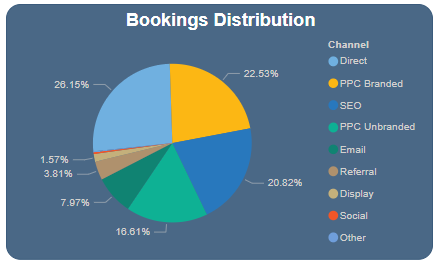 Bookings Distribution
Channel
Direct
PPC Branded
SEO
PPC Unbranded
Email
Referral
Display
Social
Other
22.53%
20.82%
16.61%
7.97%
3.81%
1.57%
26.15%